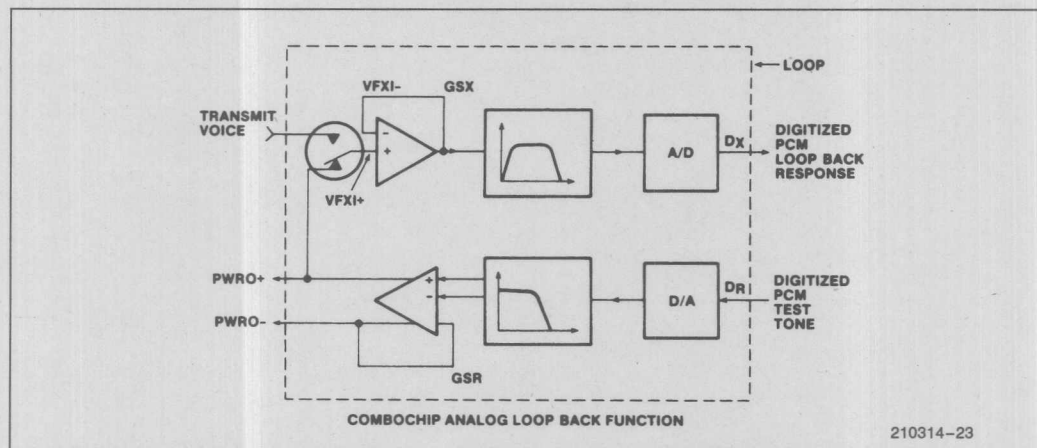 LOOP
VFXI-
GSX
TRANSMIT
VOICE
-
+
VFXI+
A/D
DX
DIGITIZED
PCM
LOOP BACK
RESPONSE
PWRO+
+
-
PWRO-
GSR
D/A
DR
DIGITIZED
PCM
TEST
TONE
COMBOCHIP ANALOG LOOP BACK FUNCTION
210314-23